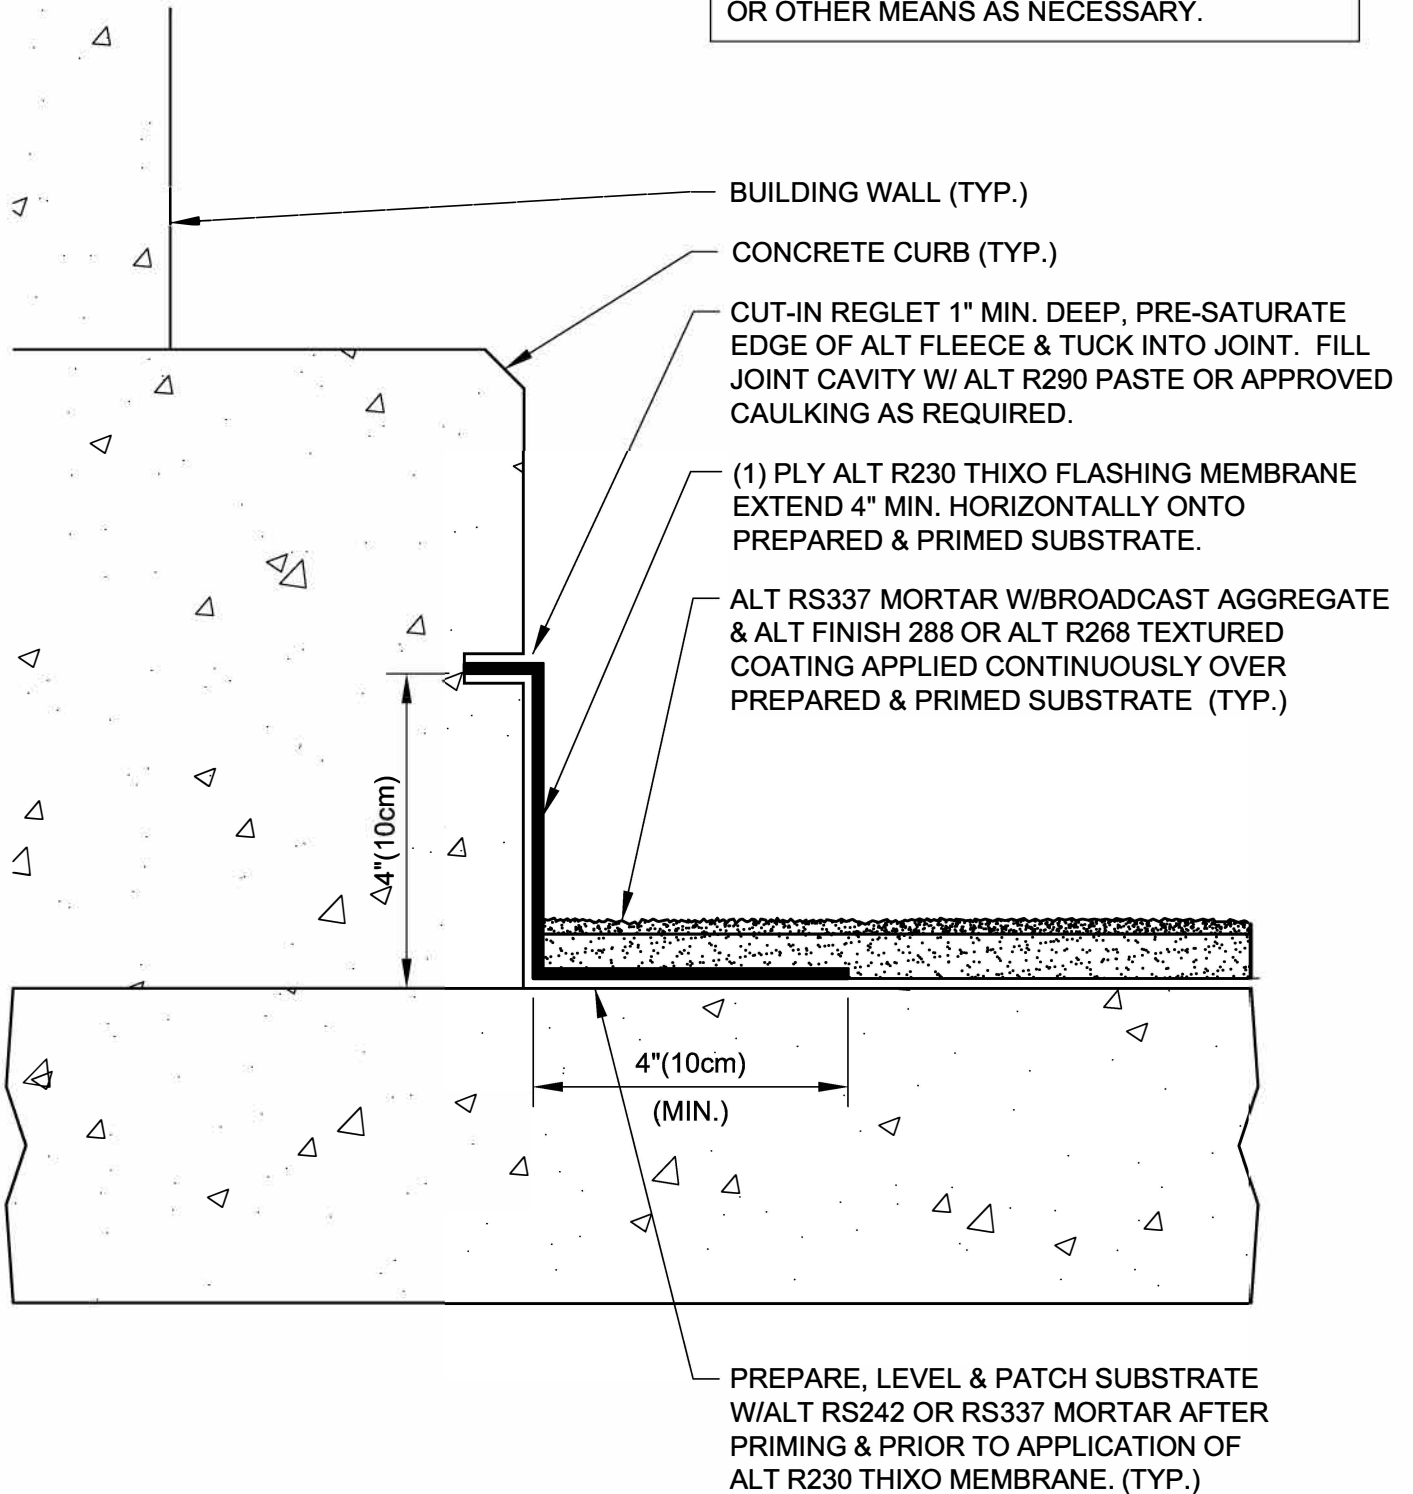 OR OTHER MEANS AS NECESSARY.
BUILDING WALL (TYP.)
CONCRETE CURB (TYP.)
CUT-IN REGLET 1" MIN. DEEP, PRE-SATURATE
EDGE OF ALT FLEECE & TUCK INTO JOINT. FILL
JOINT CAVITY W/ ALT R290 PASTE OR APPROVED
CAULKING AS REQUIRED.
(1) PLY ALT R230 THIXO FLASHING MEMBRANE
EXTEND 4" MIN. HORIZONTALLY ONTO
PREPARED & PRIMED SUBSTRATE.
ALT RS337 MORTAR W/BROADCAST AGGREGATE
& ALT FINISH 288 OR ALT R268 TEXTURED
COATING APPLIED CONTINUOUSLY OVER
PREPARED & PRIMED SUBSTRATE (TYP.)
4"(10cm)
4"(10cm)
(MIN.)
PREPARE, LEVEL & PATCH SUBSTRATE
W/ALT RS242 OR RS337 MORTAR AFTER
PRIMING & PRIOR TO APPLICATION OF
ALT R230 THIXO MEMBRANE. (TYP.)